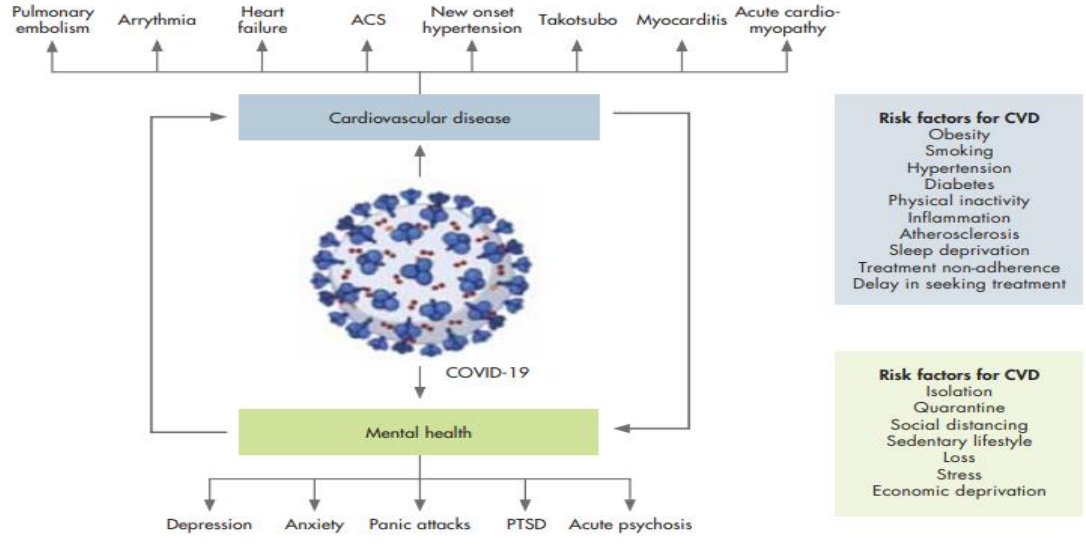 Pulmonary
embolism
Arrythmia
Heart
failure
ACS
New onset
hypertension
Takotsubo
Myocarditis
Acute cardio-
myopathy
Cardiovascular disease
COVID-19
Mental health
Depression
Anxiety
Panic attacks
PTSD
Acute psychosis
Risk factors for CVD
Obesity
Smoking
Hypertension
Diabetes
Physical inactivity
Inflammation
Atherosclerosis
Sleep deprivation
Treatment non-adherence
Delay in seeking treatment
Risk factors for CVD
Isolation
Quarantine
Social distancing
Sedentary lifestyle
Loss
Stress
Economic deprivation